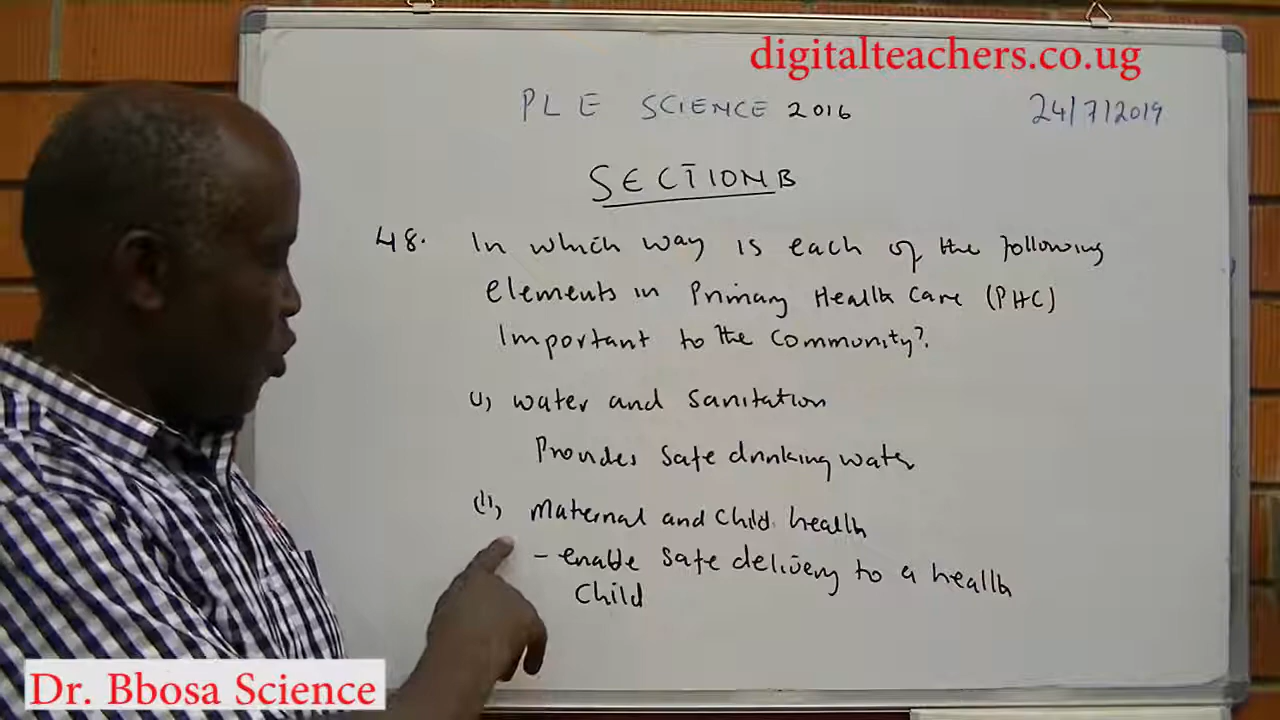 digitalteachers.co.ug
PLE SCIENCE 2016
24/7/2019
SECTION B
48. In which way is each of the following
elements in Primary Health Care (PHC)
Important to the Community?
(i) water and sanitation
Provides safe drinking water
(ii) Maternal and child health
- enable safe delivery to a health
Child
Dr. Bbosa Science